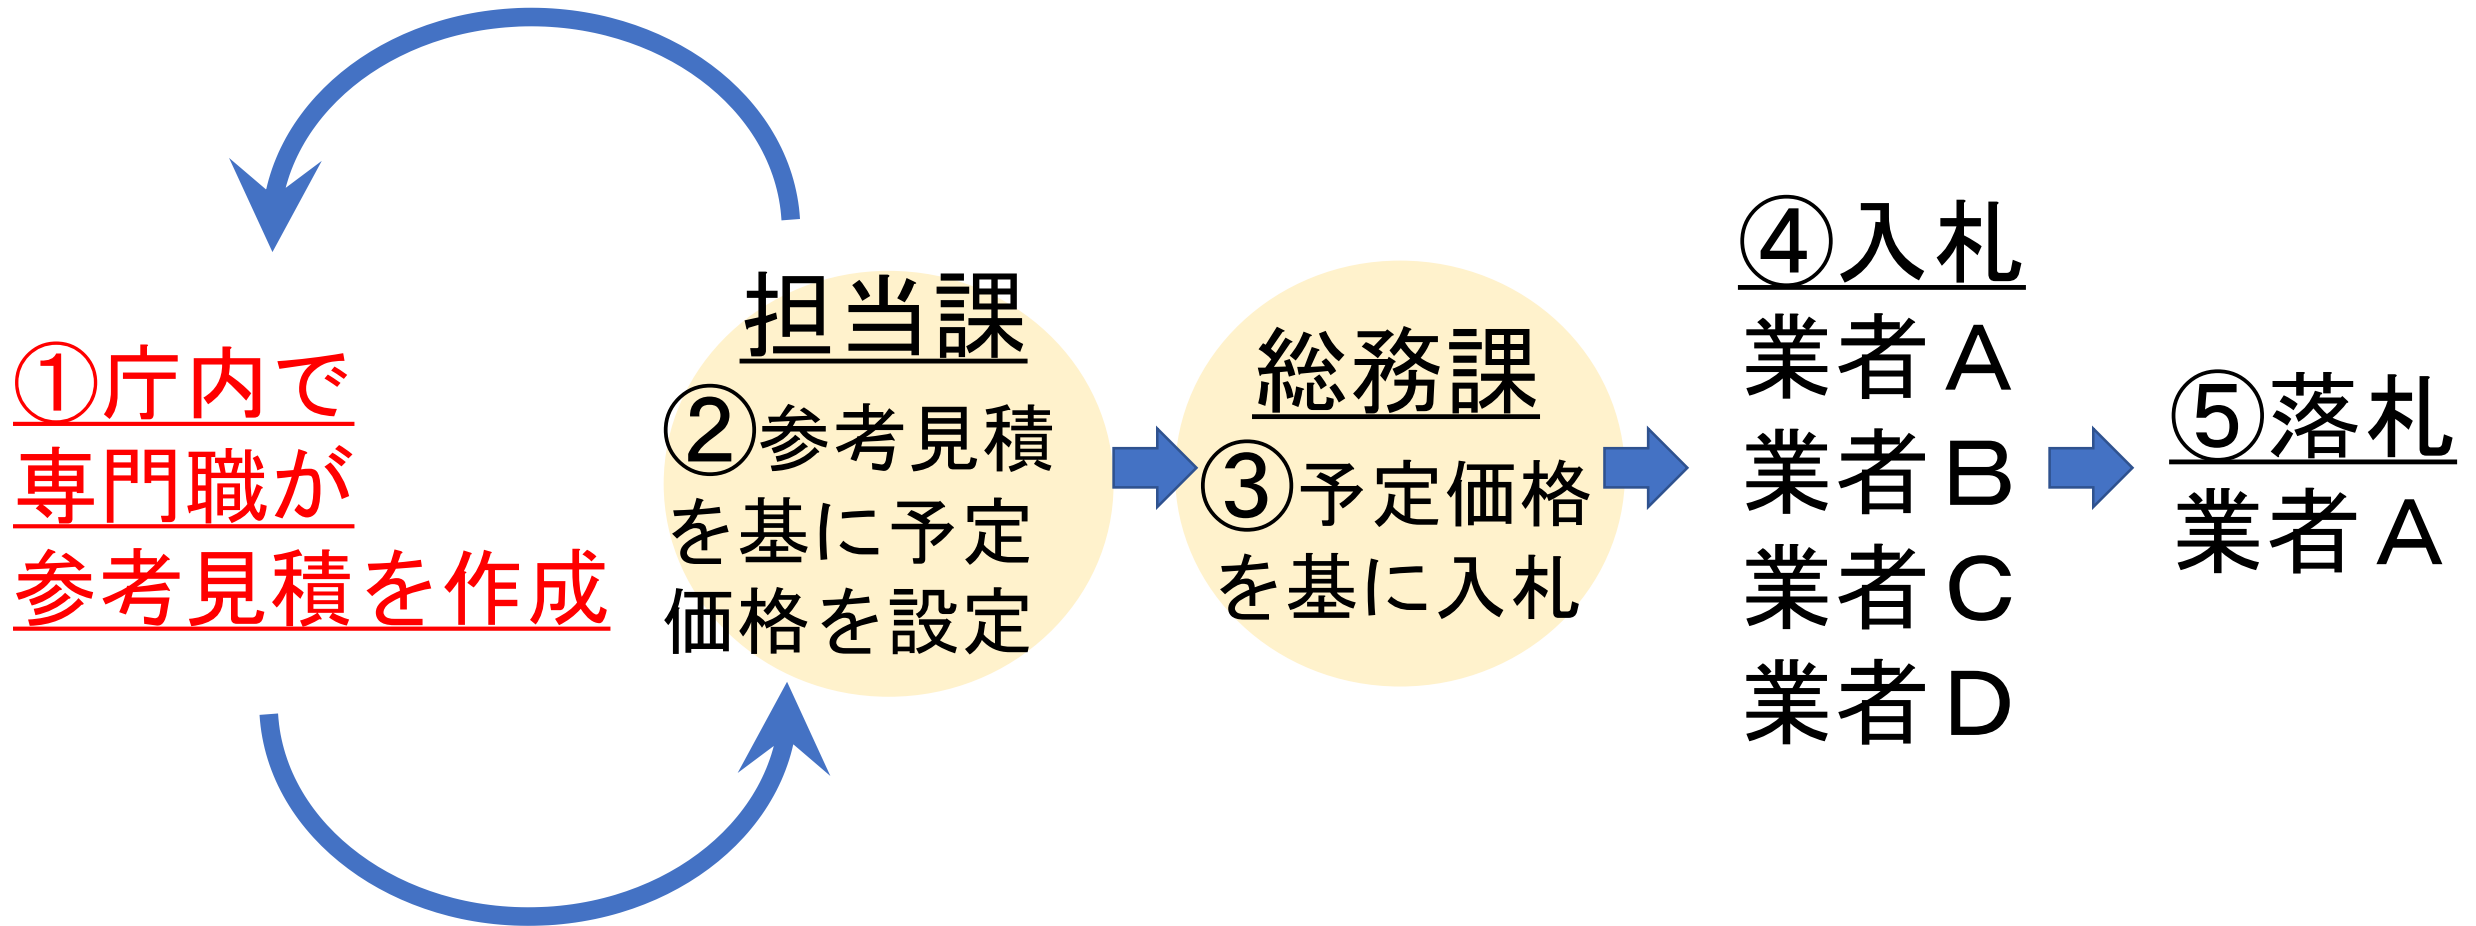 ①庁内で
専門職が
参考見積を作成
担当課
②参考見積
を基に予定
価格を設定
総務課
③予定価格
を基に入札
④入札
業者A
業者B
業者C
業者D
⑤落札
業者A